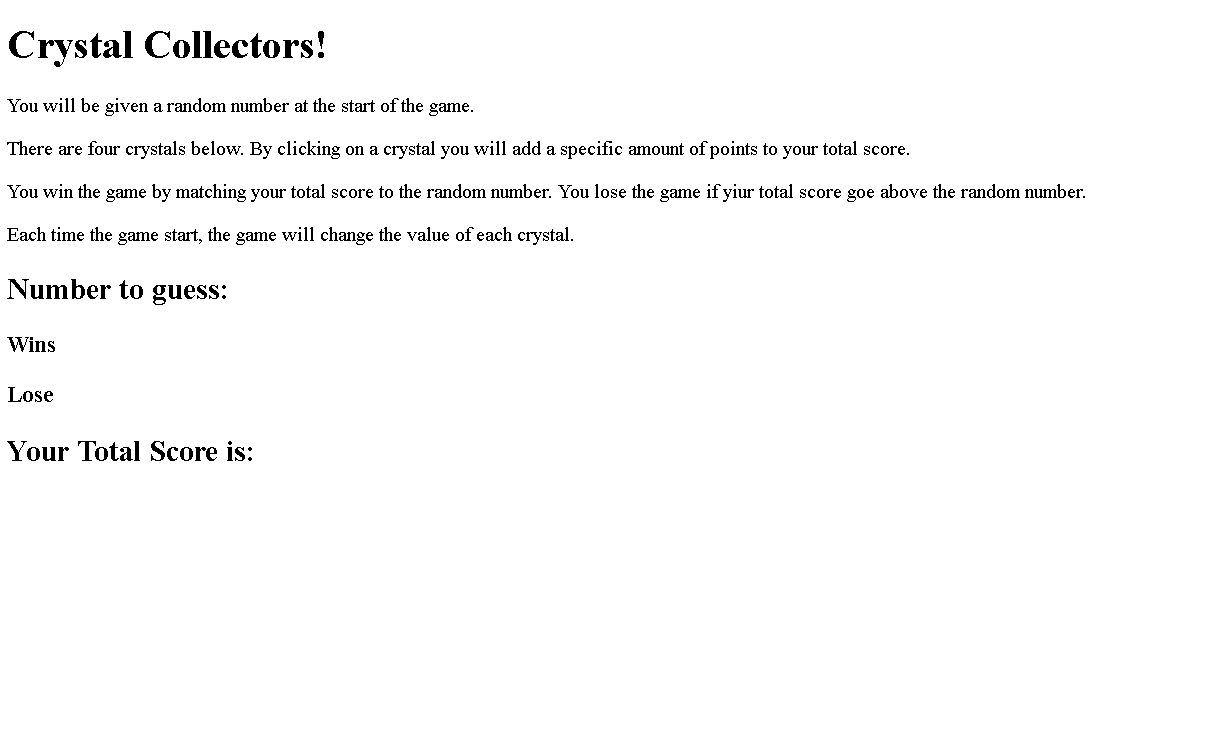 Crystal Collectors!
You will be given a random number at the start of the game.
There are four crystals below. By clicking on a crystal you will add a specific amount of points to your total score.
You win the game by matching your total score to the random number. You lose the game if yiur total score goe above the random number.
Each time the game start, the game will change the value of each crystal.
Number to guess:
Wins
Lose
Your Total Score is: